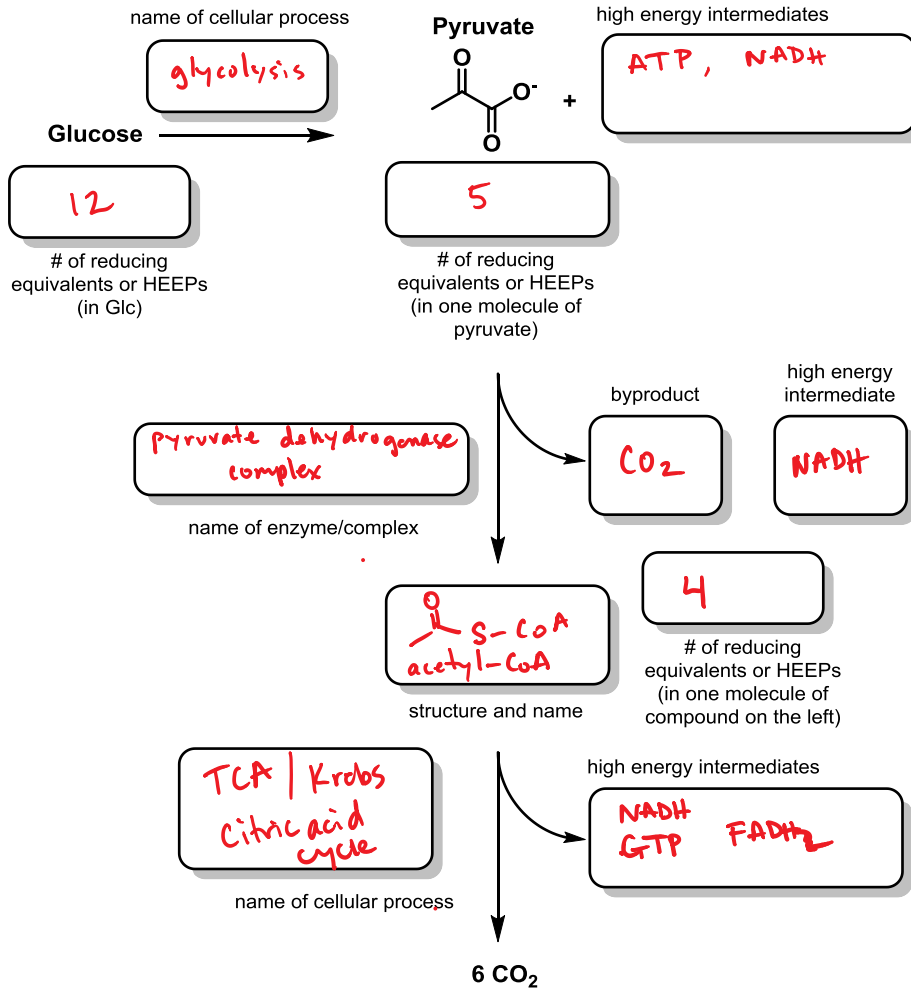 name of cellular process
glycolysis
Glucose
12
# of reducing
equivalents or HEEPs
(in Glc)
Pyruvate
O
O-
O
+
high energy intermediates
ATP, NADH
5
# of reducing
equivalents or HEEPs
(in one molecule of
pyruvate)
pyruvate dehydrogenase
complex
name of enzyme/complex
byproduct
CO2
high energy
intermediate
NADH
O
S-CoA
acetyl-CoA
structure and name
4
# of reducing
equivalents or HEEPs
(in one molecule of
compound on the left)
TCA | Krebs
Citric acid
cycle
name of cellular process
high energy intermediates
NADH
GTP FADH2
6 CO2